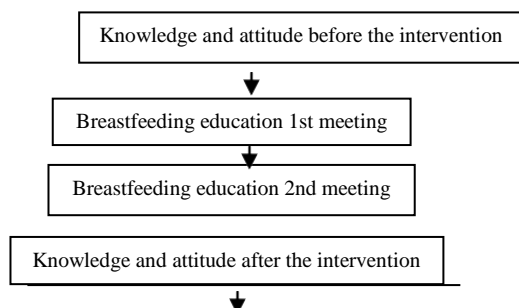 Knowledge and attitude before the intervention
Breastfeeding education 1st meeting
Breastfeeding education 2nd meeting
Knowledge and attitude after the intervention